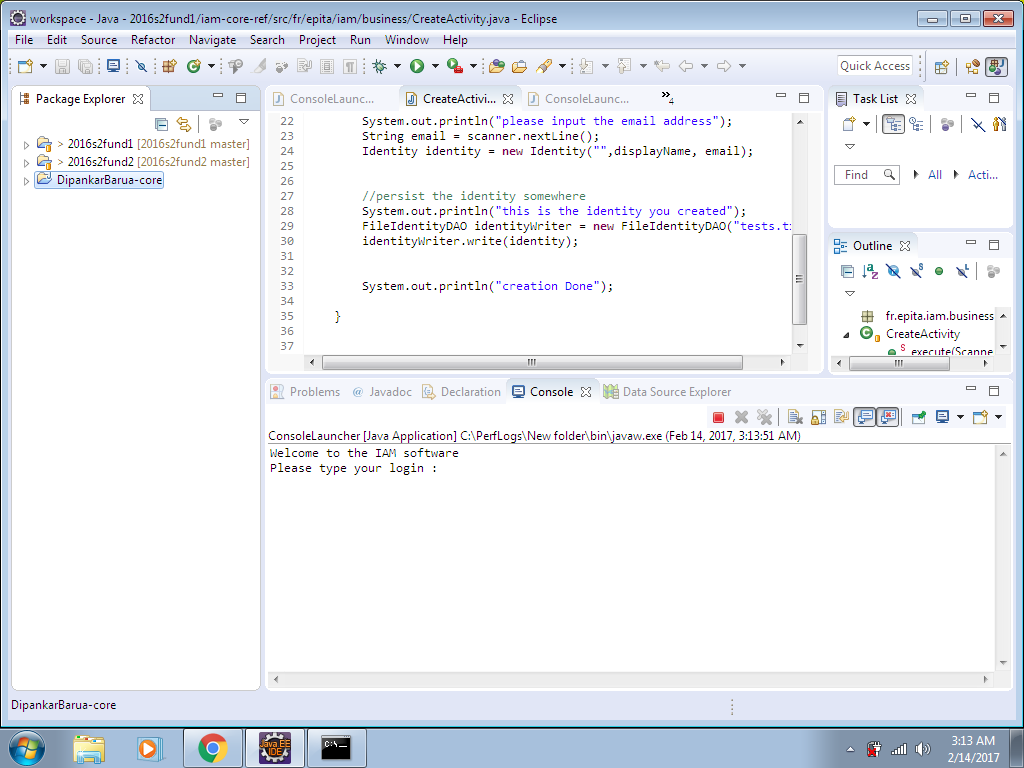 workspace - Java - 2016s2fund1/iam-core-ref/src/fr/epita/iam/business/CreateActivity.java - Eclipse
File Edit Source Refactor Navigate Search Project Run Window Help
Quick Access
Package Explorer
> 2016s2fund1 [2016s2fund1 master]
> 2016s2fund2 [2016s2fund2 master]
DipankarBarua-core
ConsoleLaunc... CreateActivi... ConsoleLaunc... »4
22 System.out.println("please input the email address");
23 String email = scanner.nextLine();
24 Identity identity = new Identity("",displayName, email);
25
26
27 //persist the identity somewhere
28 System.out.println("this is the identity you created");
29 FileIdentityDAO identityWriter = new FileIdentityDAO("tests.t
30 identityWriter.write(identity);
31
32
33 System.out.println("creation Done");
34
35 }
36
37
Task List
Find All Acti...
Outline
fr.epita.iam.business
CreateActivity
execute(Scanne
Problems Javadoc Declaration Console Data Source Explorer
ConsoleLauncher [Java Application] C:\PerfLogs\New folder\bin\javaw.exe (Feb 14, 2017, 3:13:51 AM)
Welcome to the IAM software
Please type your login :
DipankarBarua-core
Java EE
IDE
C:\
3:13 AM
2/14/2017